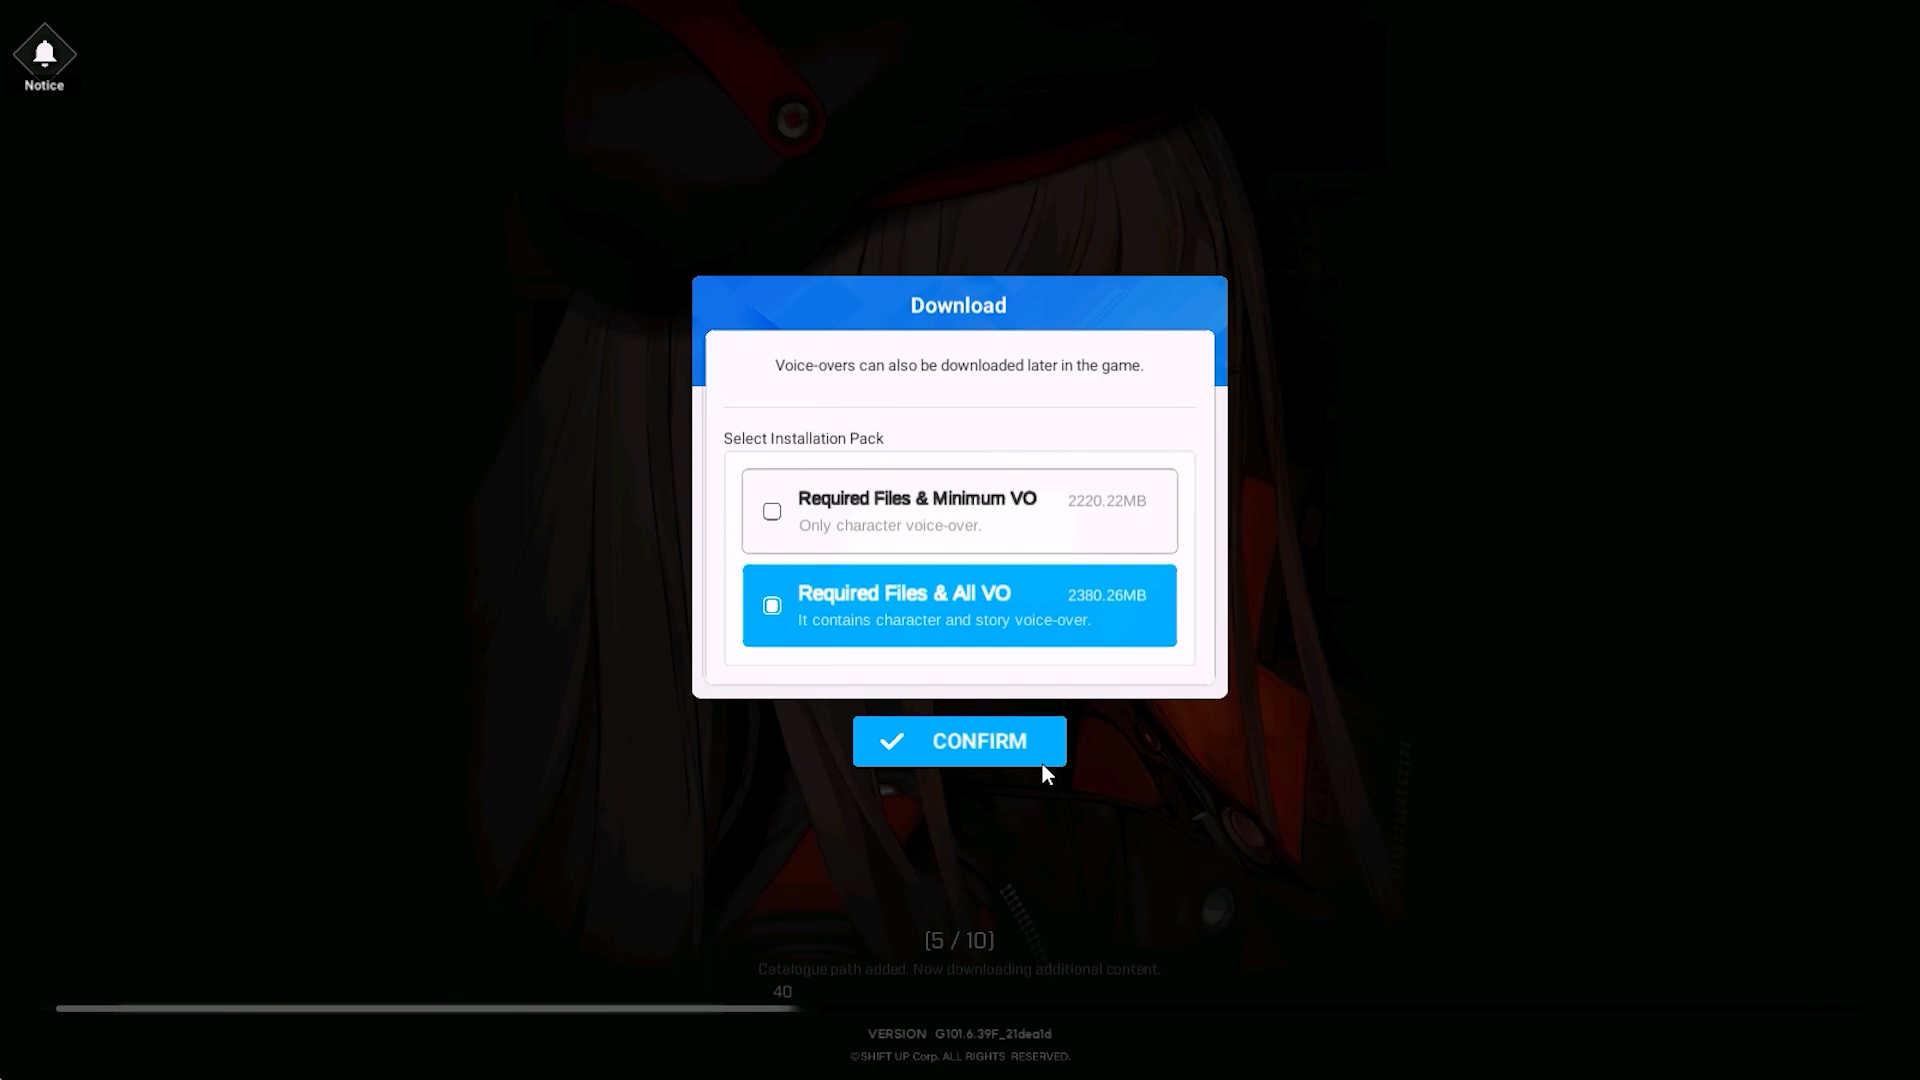 Notice
Download
Voice-overs can also be downloaded later in the game.
Select Installation Pack
Required Files & Minimum VO 2220.22MB
Only character voice-over.
Required Files & All VO 2380.26MB
It contains character and story voice-over.
CONFIRM
[5 / 10]
Catalogue path added. Now downloading additional content.
40
VERSION G101.6.39F_21dea1d
©SHIFT UP Corp. ALL RIGHTS RESERVED.